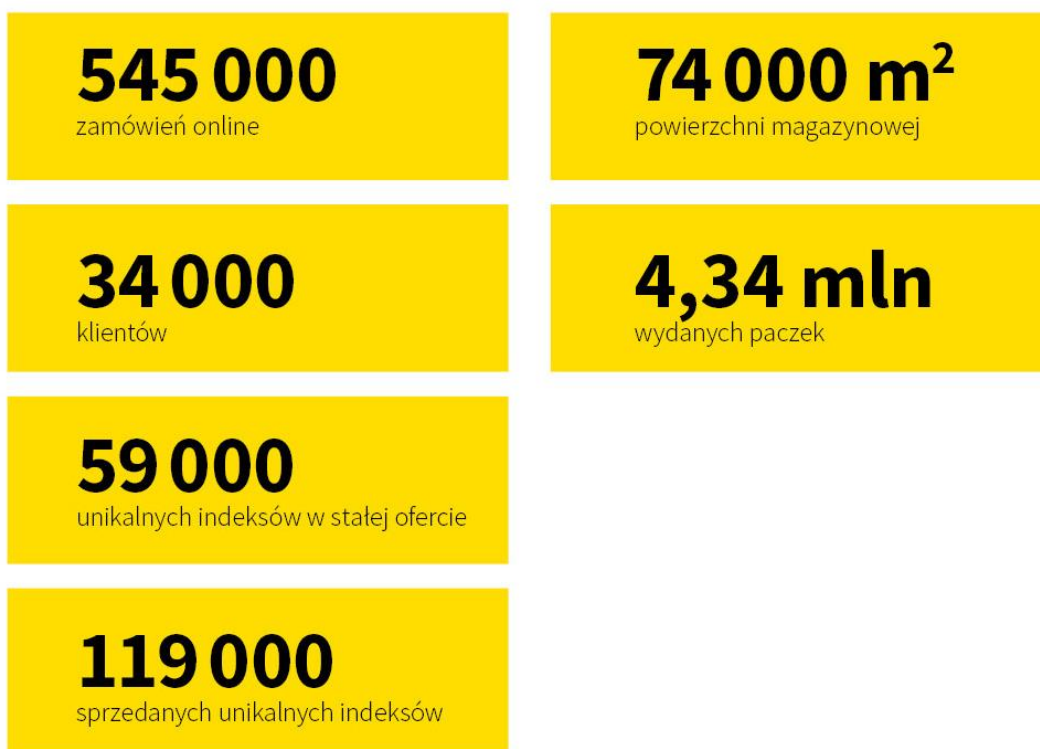 545 000
zamówień online
34 000
klientów
59 000
unikalnych indeksów w stałej ofercie
119 000
sprzedanych unikalnych indeksów
74 000 m²
powierzchni magazynowej
4,34 mln
wydanych paczek